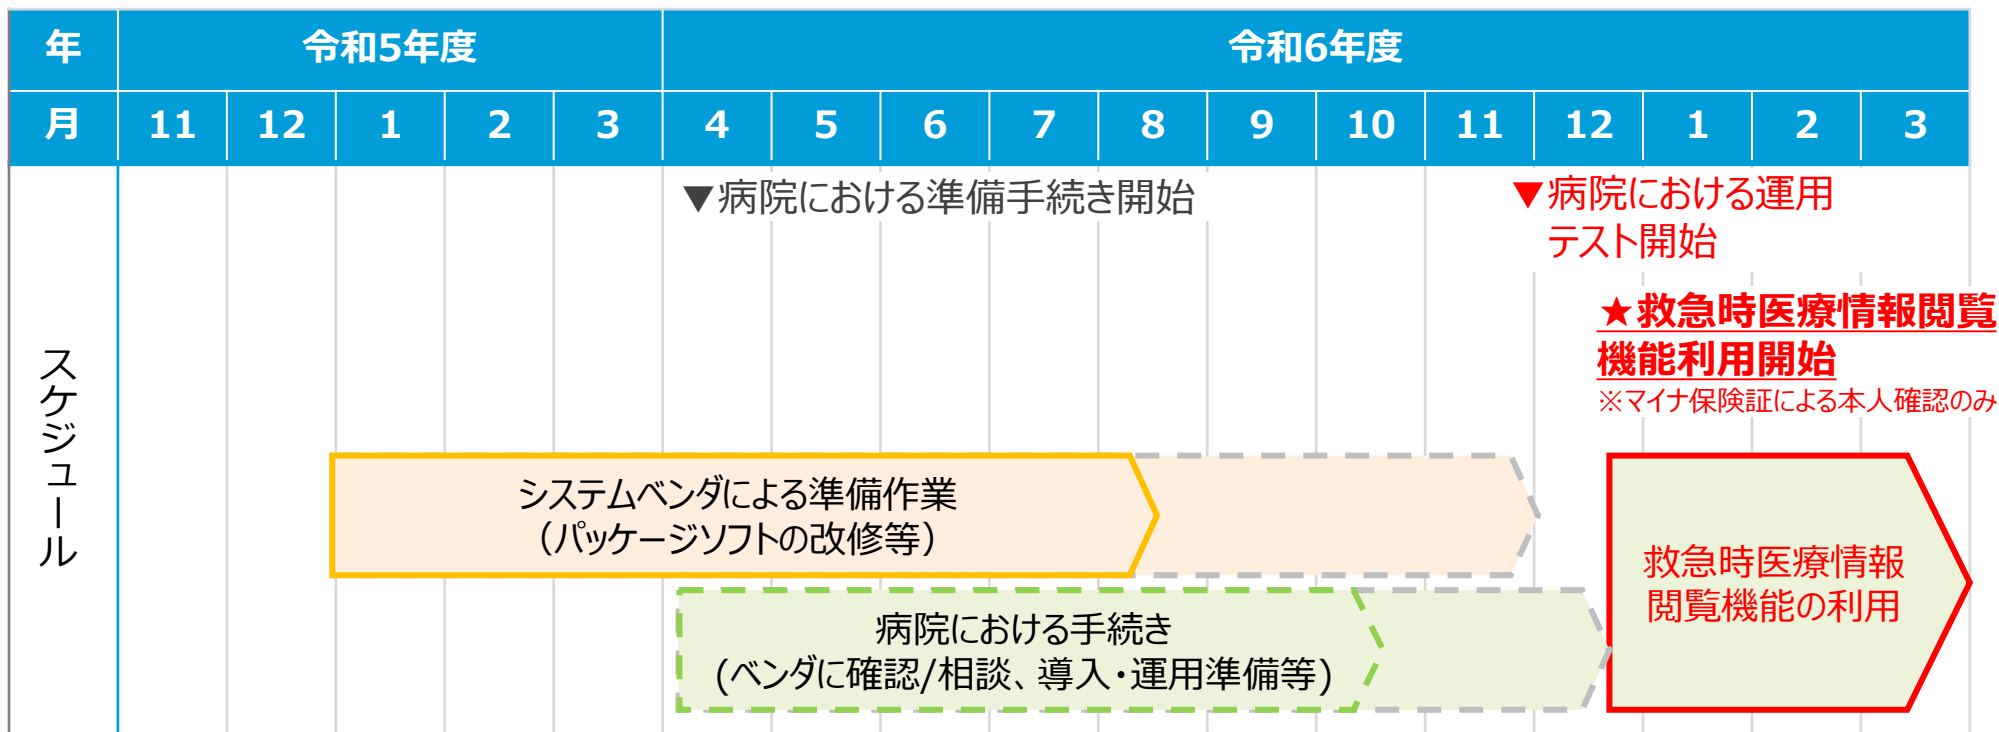 年 令和5年度 令和6年度
月 11 12 1 2 3 4 5 6 7 8 9 10 11 12 1 2 3
スケジュール
▼病院における準備手続き開始
▼病院における運用
テスト開始
★救急時医療情報閲覧
機能利用開始
※マイナ保険証による本人確認のみ
システムベンダによる準備作業
（パッケージソフトの改修等）
病院における手続き
(ベンダに確認/相談、導入・運用準備等)
救急時医療情報
閲覧機能の利用